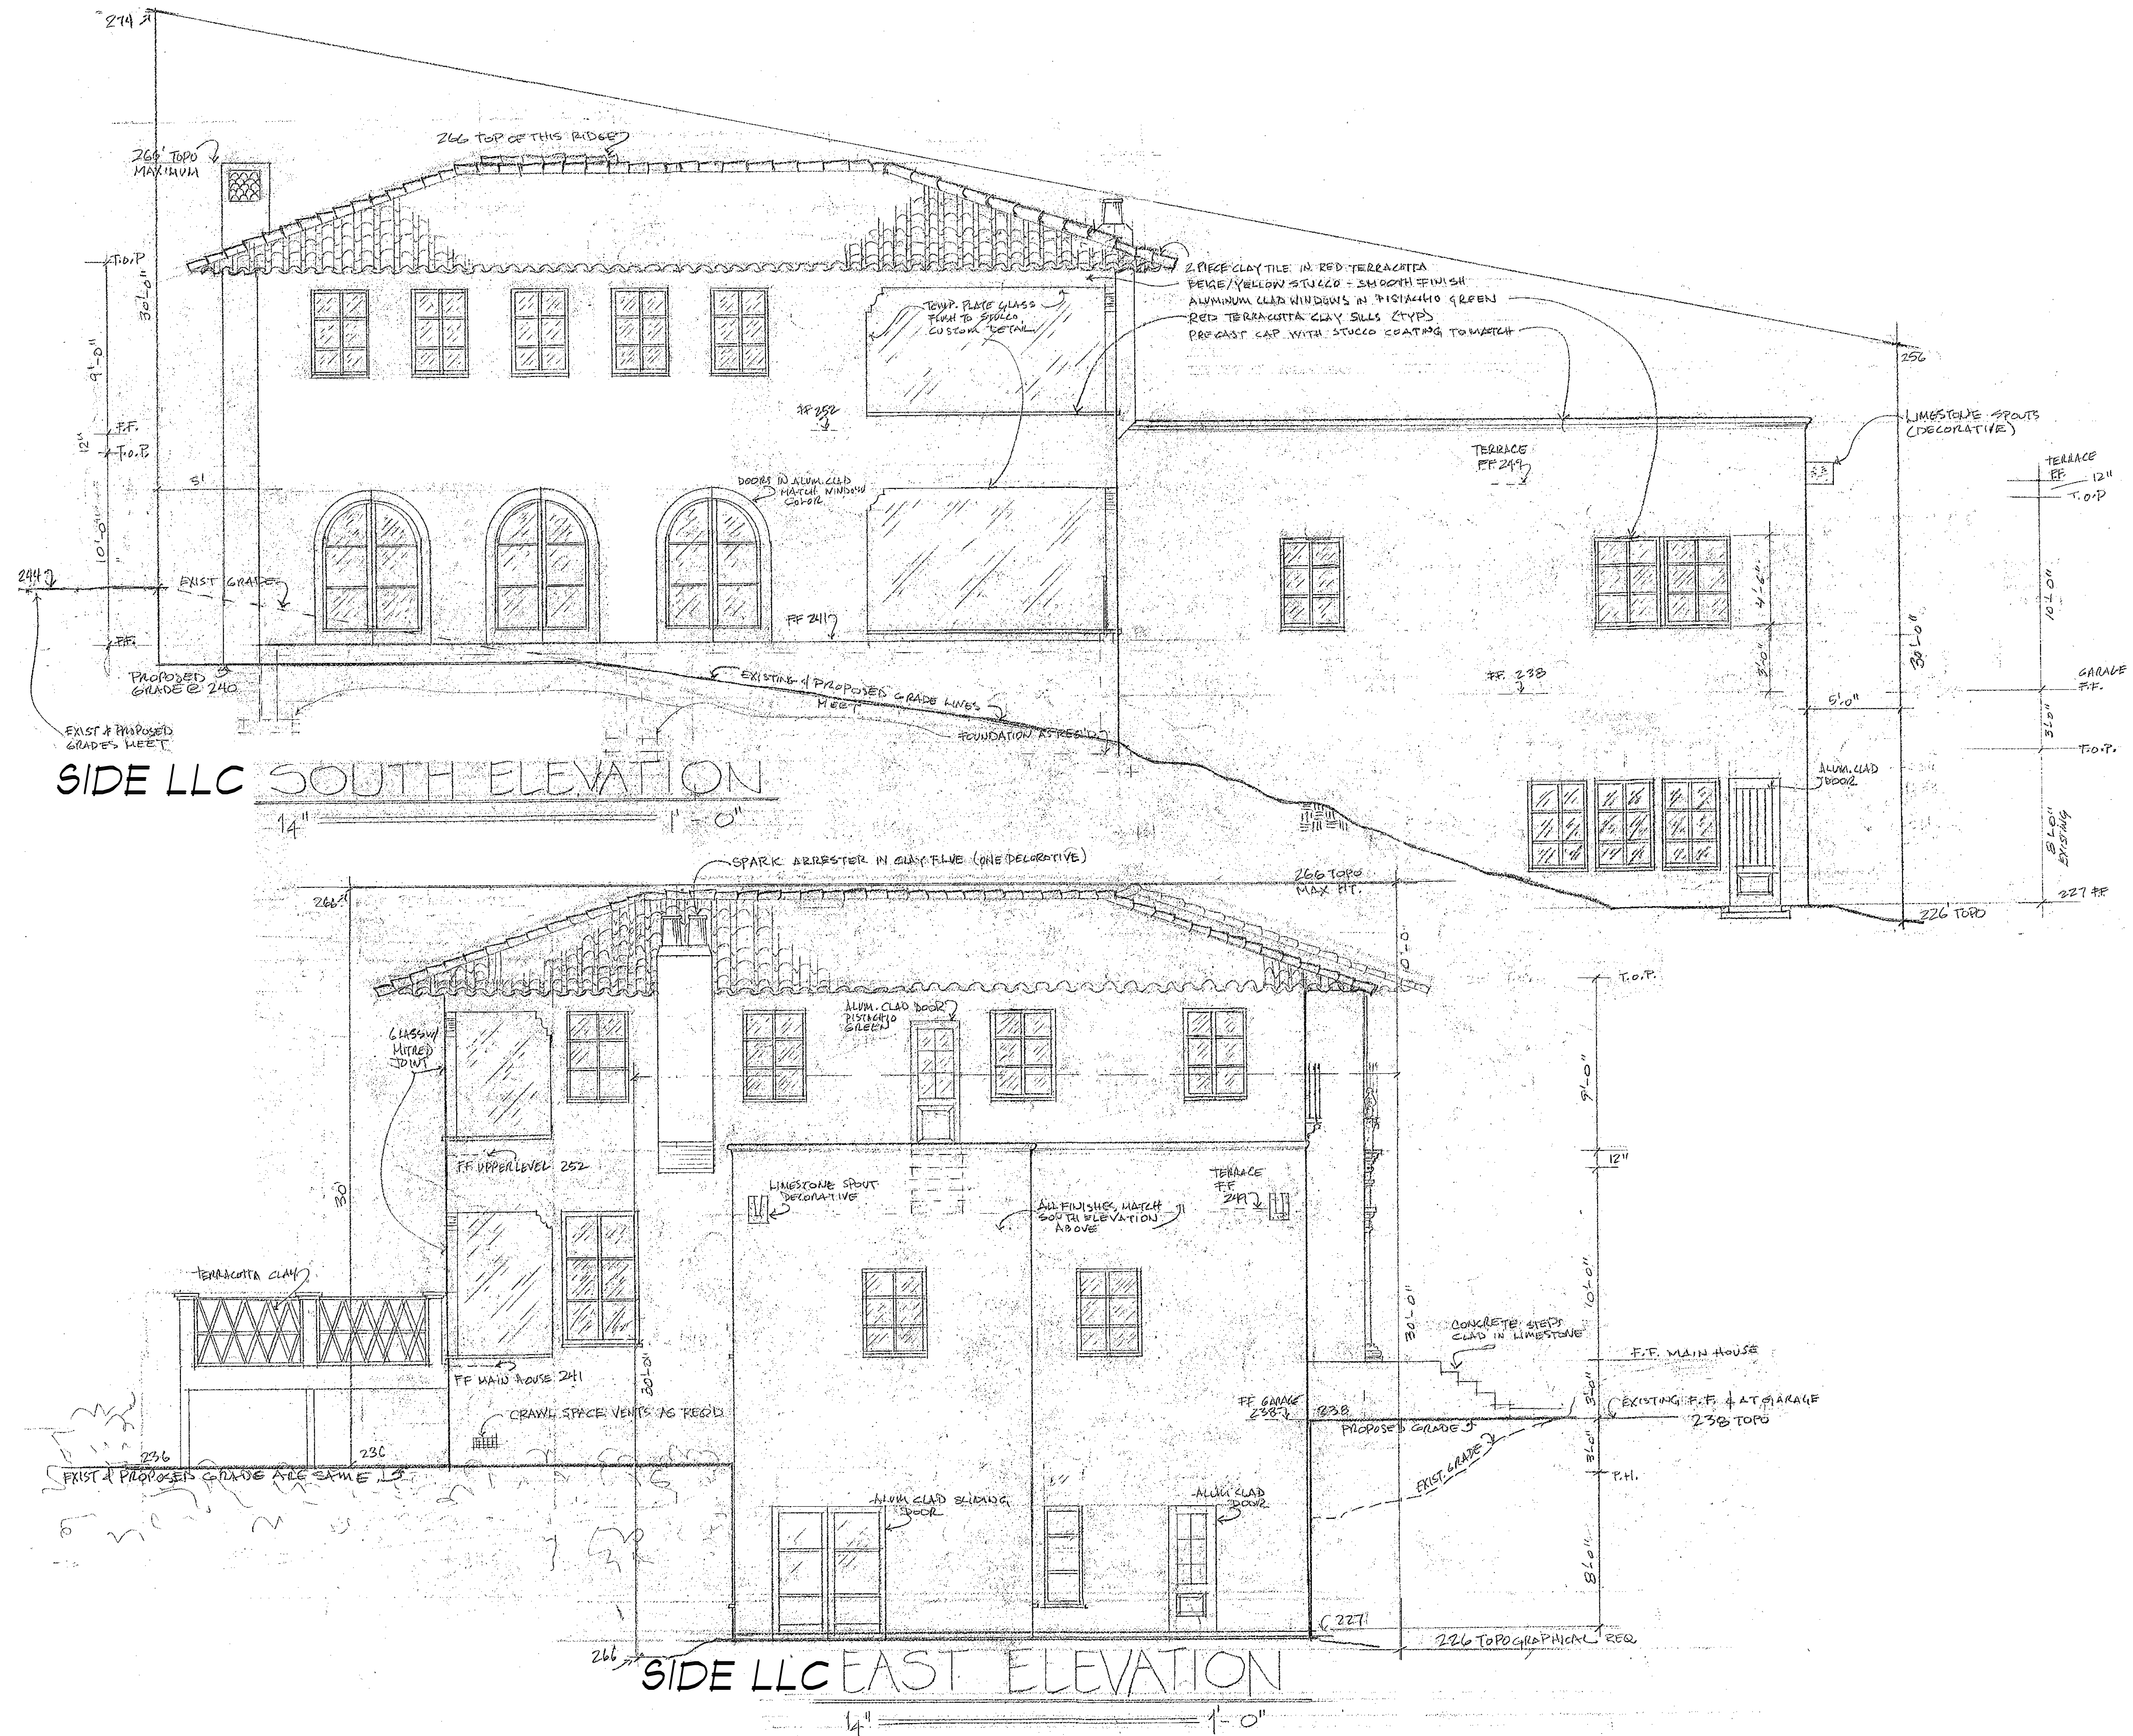 274
266 TOP OF THIS RIDGE
266' TOPO
MAXIMUM
T.O.P
30'-0"
9'-0"
2 PIECE CLAY TILE IN RED TERRACOTTA
BEIGE/YELLOW STUCCO - SMOOTH FINISH
ALUMINUM CLAD WINDOWS IN PISTACHIO GREEN
RED TERRACOTTA CLAY SILLS (TYP)
PRECAST CAP WITH STUCCO COATING TO MATCH
TEMP. PLATE GLASS
FLUSH TO STUCCO
CUSTOM DETAIL
256
FF 252
F.F.
12"
T.O.P.
LIMESTONE SPOUTS
(DECORATIVE)
TERRACE
FF 249
TERRACE
FF
12"
T.O.P
5'
DOORS IN ALUM. CLAD
MATCH WINDOW
COLOR
10'-0"
244
EXIST GRADE
4'-6"
10'-0"
FF 241
F.F.
30'-0"
3'-0"
PROPOSED
GRADE @ 240
EXISTING & PROPOSED GRADE LINES
MEET
FF. 238
GARAGE
F.F.
5'-0"
3'-0"
EXIST & PROPOSED
GRADES MEET
FOUNDATION AS REQ'D
T.O.P.
SIDE LLC SOUTH ELEVATION
1/4" 1'-0"
ALUM. CLAD
DOOR
8'-0"
EXISTING
227 FF
226' TOPO
SPARK ARRESTER IN CLAY FLUE (ONE DECORATIVE)
266'
266 TOPO
MAX HT.
T.O.P.
ALUM. CLAD DOOR
PISTACHIO
GREEN
GLASS W/
MITRED
JOINT
9'-0"
FF UPPER LEVEL 252
12"
LIMESTONE SPOUT
DECORATIVE
TERRACE
FF
249
ALL FINISHES MATCH
SOUTH ELEVATION
ABOVE
30'
TERRACOTTA CLAY
10'-0"
30'-0"
CONCRETE STEPS
CLAD IN LIMESTONE
F.F. MAIN HOUSE
FF MAIN HOUSE 241
30'-0"
3'-0"
CRAWL SPACE VENTS AS REQ'D
FF GARAGE
238
238
EXISTING F.F. & AT GARAGE
238 TOPO
PROPOSED GRADE
236
236
EXIST & PROPOSED GRADE ARE SAME
EXIST. GRADE
3'-0"
P.H.
ALUM CLAD SLIDING
DOOR
ALUM CLAD
DOOR
8'-0"
227
226 TOPOGRAPHICAL REQ
266
SIDE LLC EAST ELEVATION
1/4" 1'-0"